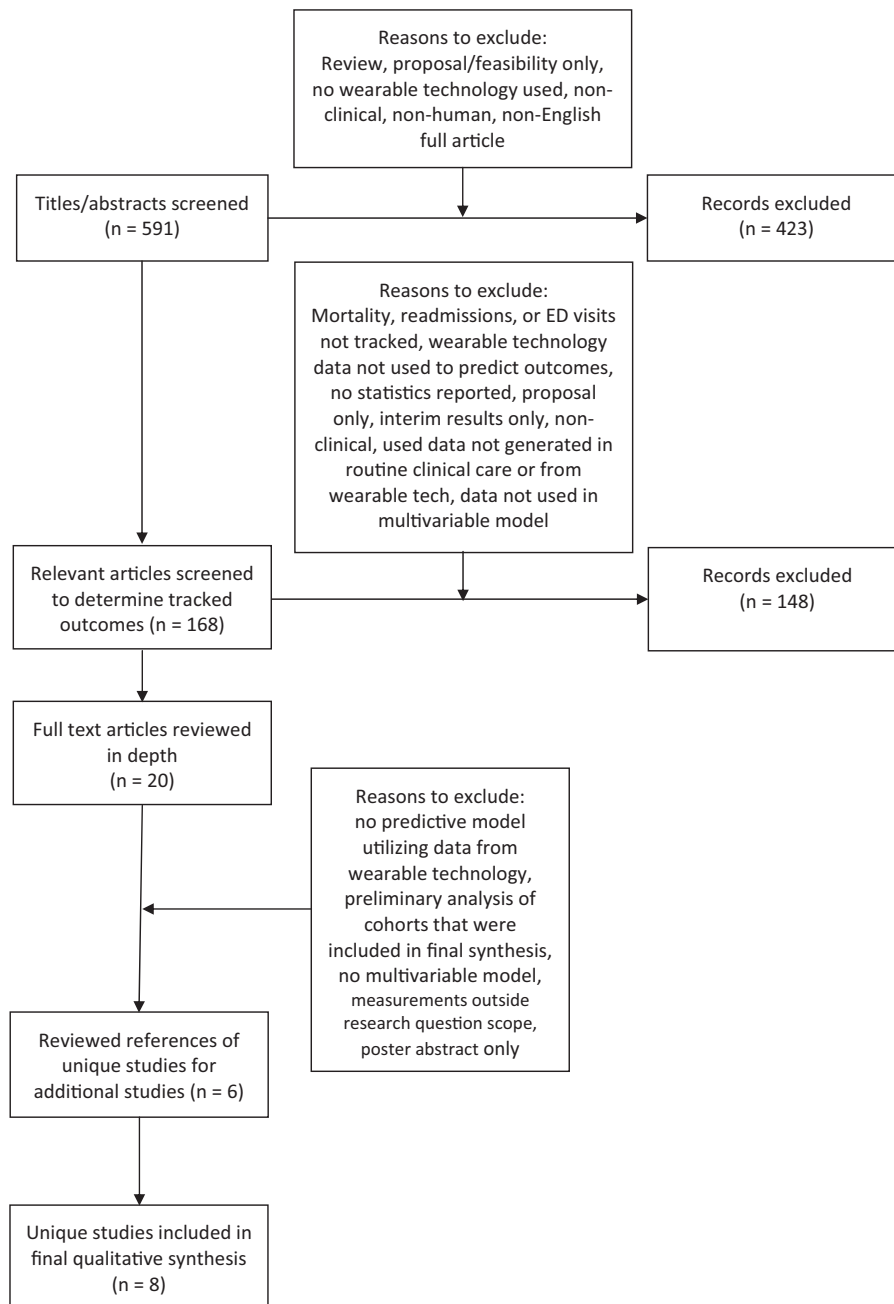 Reasons to exclude:
Review, proposal/feasibility only,
no wearable technology used, non-
clinical, non-human, non-English
full article
Titles/abstracts screened
(n = 591)
Records excluded
(n = 423)
Reasons to exclude:
Mortality, readmissions, or ED visits
not tracked, wearable technology
data not used to predict outcomes,
no statistics reported, proposal
only, interim results only, non-
clinical, used data not generated in
routine clinical care or from
wearable tech, data not used in
multivariable model
Relevant articles screened
to determine tracked
outcomes (n = 168)
Records excluded
(n = 148)
Full text articles reviewed
in depth
(n = 20)
Reasons to exclude:
no predictive model
utilizing data from
wearable technology,
preliminary analysis of
cohorts that were
included in final synthesis,
no multivariable model,
measurements outside
research question scope,
poster abstract only
Reviewed references of
unique studies for
additional studies (n = 6)
Unique studies included in
final qualitative synthesis
(n = 8)